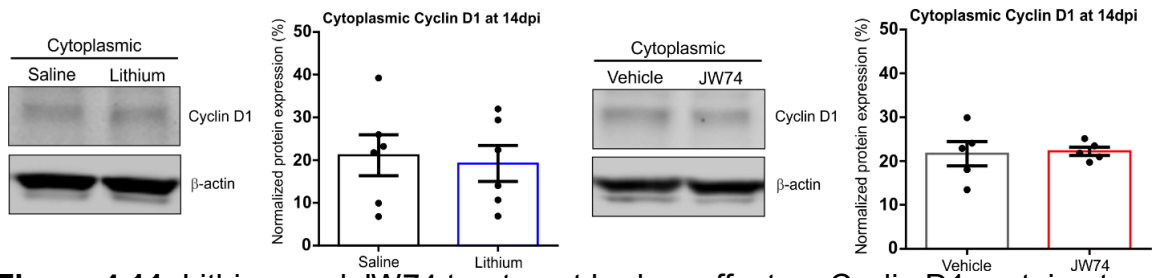 Cytoplasmic
Saline Lithium
Cyclin D1
β-actin
Cytoplasmic Cyclin D1 at 14dpi
Normalized protein expression (%)
50
40
30
20
10
0
Saline Lithium
Cytoplasmic
Vehicle JW74
Cyclin D1
β-actin
Cytoplasmic Cyclin D1 at 14dpi
Normalized protein expression (%)
50
40
30
20
10
0
Vehicle JW74